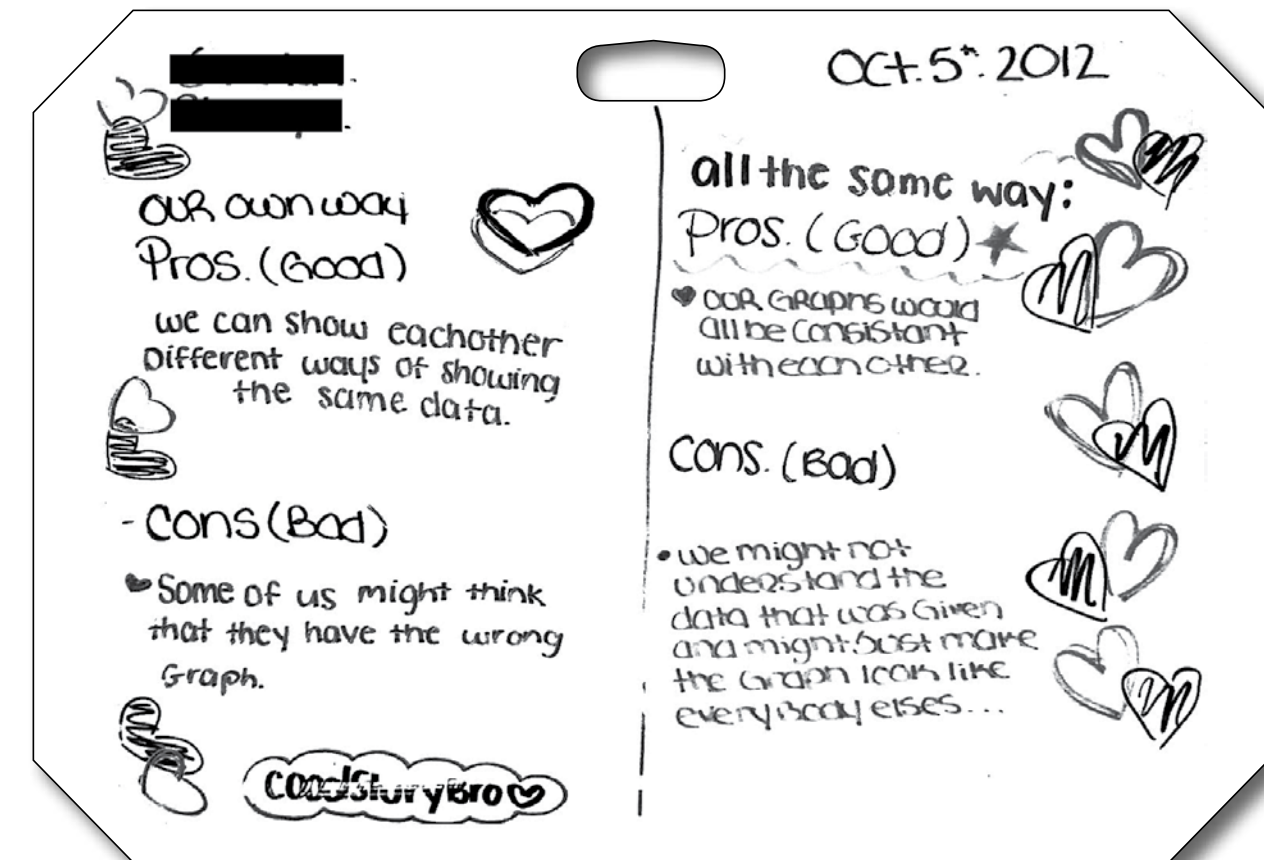 Oct. 5th. 2012
our own way
Pros. (Good)
we can show eachother
Different ways of showing
the same data.
- Cons (Bad)
Some of us might think
that they have the wrong
Graph.
StoryBro
all the same way:
Pros. (Good)
our Graphs would
all be Consistant
with each other.
Cons. (Bad)
• we might not
understand the
data that was Given
and might Just make
the Graph look like
everyBody elses...